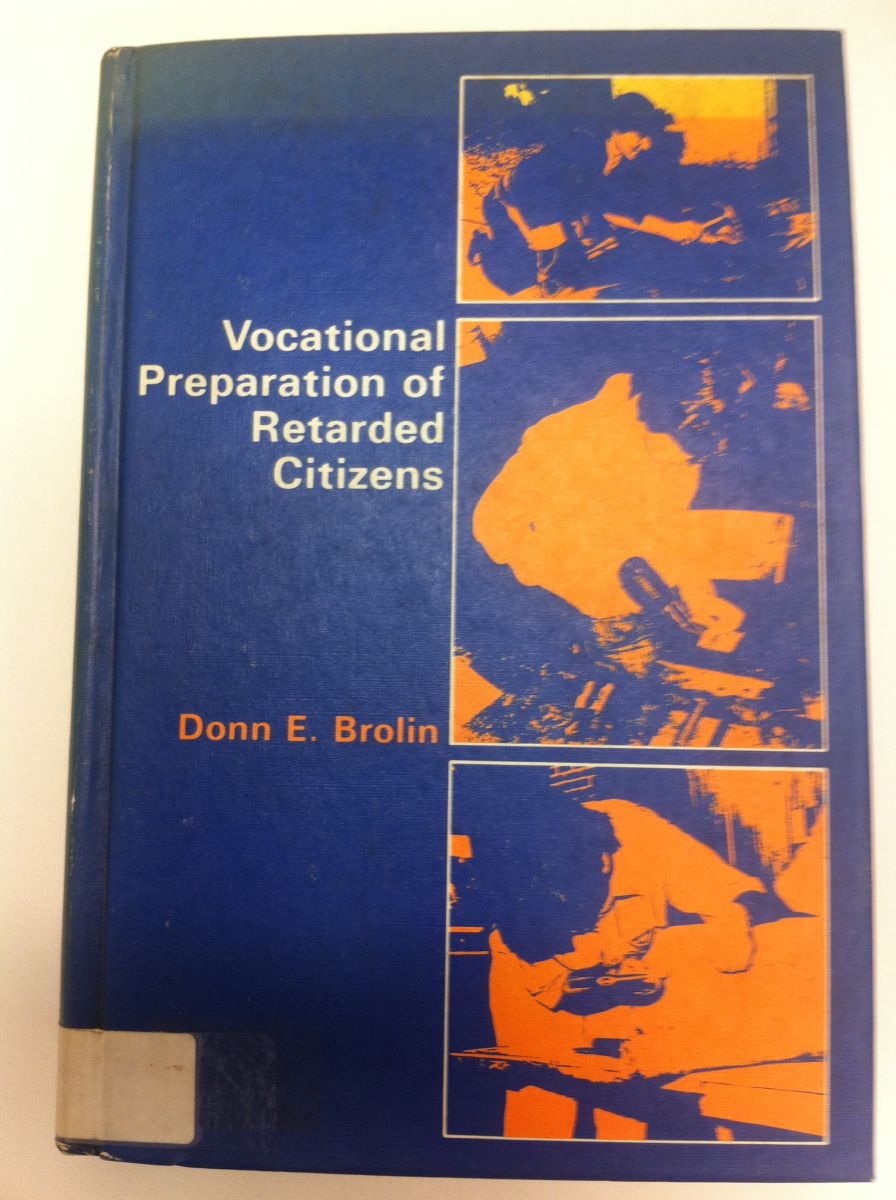 Vocational
Preparation of
Retarded
Citizens
Donn E. Brolin